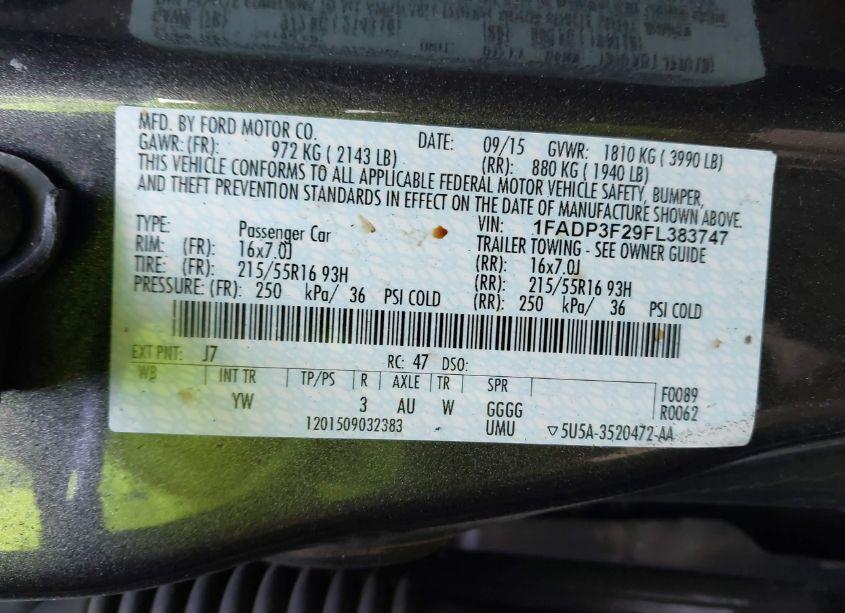 MFD. BY FORD MOTOR CO. DATE: 09/15 GVWR: 1810 KG ( 3990 LB)
GAWR: (FR): 972 KG ( 2143 LB) (RR): 880 KG ( 1940 LB)
THIS VEHICLE CONFORMS TO ALL APPLICABLE FEDERAL MOTOR VEHICLE SAFETY, BUMPER,
AND THEFT PREVENTION STANDARDS IN EFFECT ON THE DATE OF MANUFACTURE SHOWN ABOVE.
VIN: 1FADP3F29FL383747
TYPE: Passenger Car TRAILER TOWING - SEE OWNER GUIDE
RIM: (FR): 16x7.0J (RR): 16x7.0J
TIRE: (FR): 215/55R16 93H (RR): 215/55R16 93H
PRESSURE: (FR): 250 kPa/ 36 PSI COLD (RR): 250 kPa/ 36 PSI COLD
EXT PNT: J7 RC: 47 DSO:
WB INT TR TP/PS R AXLE TR SPR F0089
YW 3 AU W GGGG R0062
1201509032383 UMU ▽5U5A-3520472-AA